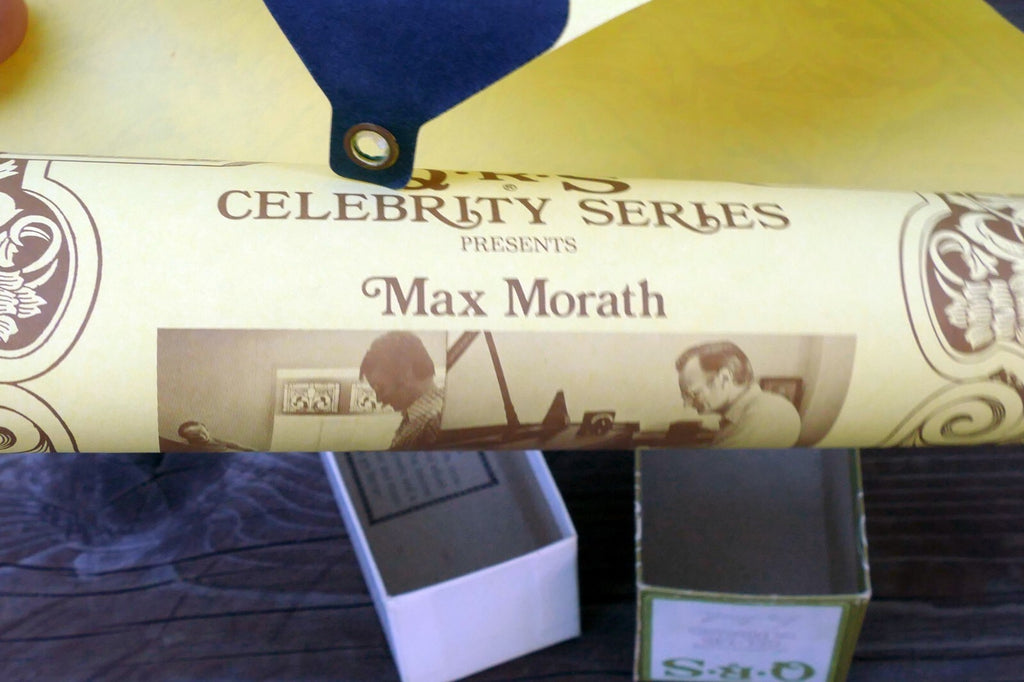 Q·R·S
®
CELEBRITY SERIES
PRESENTS
Max Morath
Q·R·S